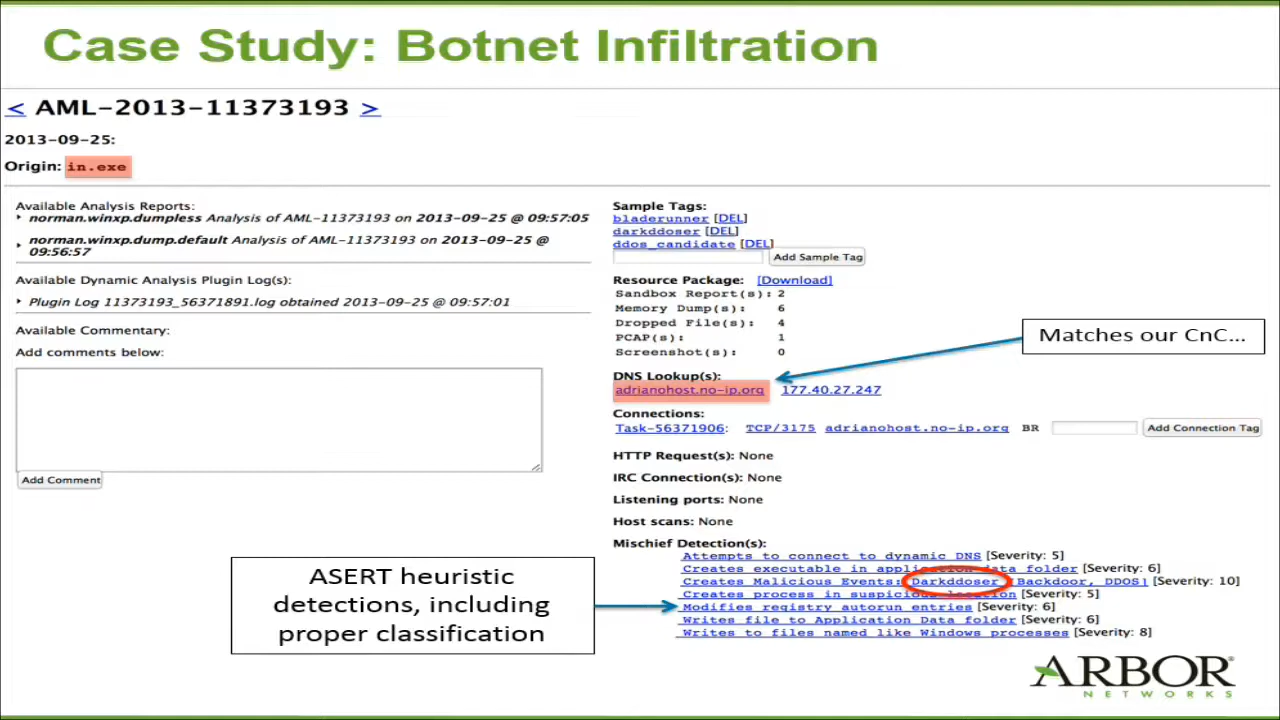 Case Study: Botnet Infiltration
< AML-2013-11373193 >
2013-09-25:
Origin: in.exe
Available Analysis Reports:
norman.winxp.dumpless Analysis of AML-11373193 on 2013-09-25 @ 09:57:05
norman.winxp.dump.default Analysis of AML-11373193 on 2013-09-25 @
09:56:57
Available Dynamic Analysis Plugin Log(s):
Plugin Log 11373193_56371891.log obtained 2013-09-25 @ 09:57:01
Available Commentary:
Add comments below:
Add Comment
Sample Tags:
bladerunner [DEL]
darkddoser [DEL]
ddos_candidate [DEL]
Add Sample Tag
Resource Package: [Download]
Sandbox Report(s): 2
Memory Dump(s): 6
Dropped File(s): 4
PCAP(s): 1
Screenshot(s): 0
Matches our CnC...
DNS Lookup(s):
adrianohost.no-ip.org 177.40.27.247
Connections:
Task-56371906: TCP/3175 adrianohost.no-ip.org BR Add Connection Tag
HTTP Request(s): None
IRC Connection(s): None
Listening ports: None
Host scans: None
Mischief Detection(s):
Attempts to connect to dynamic DNS [Severity: 5]
Creates executable in application data folder [Severity: 6]
Creates Malicious Events: Darkddoser Backdoor, DDOS] [Severity: 10]
Creates process in suspicious location [Severity: 5]
Modifies registry autorun entries [Severity: 6]
Writes file to Application Data folder [Severity: 6]
Writes to files named like Windows processes [Severity: 8]
ASERT heuristic
detections, including
proper classification
ARBOR
NETWORKS